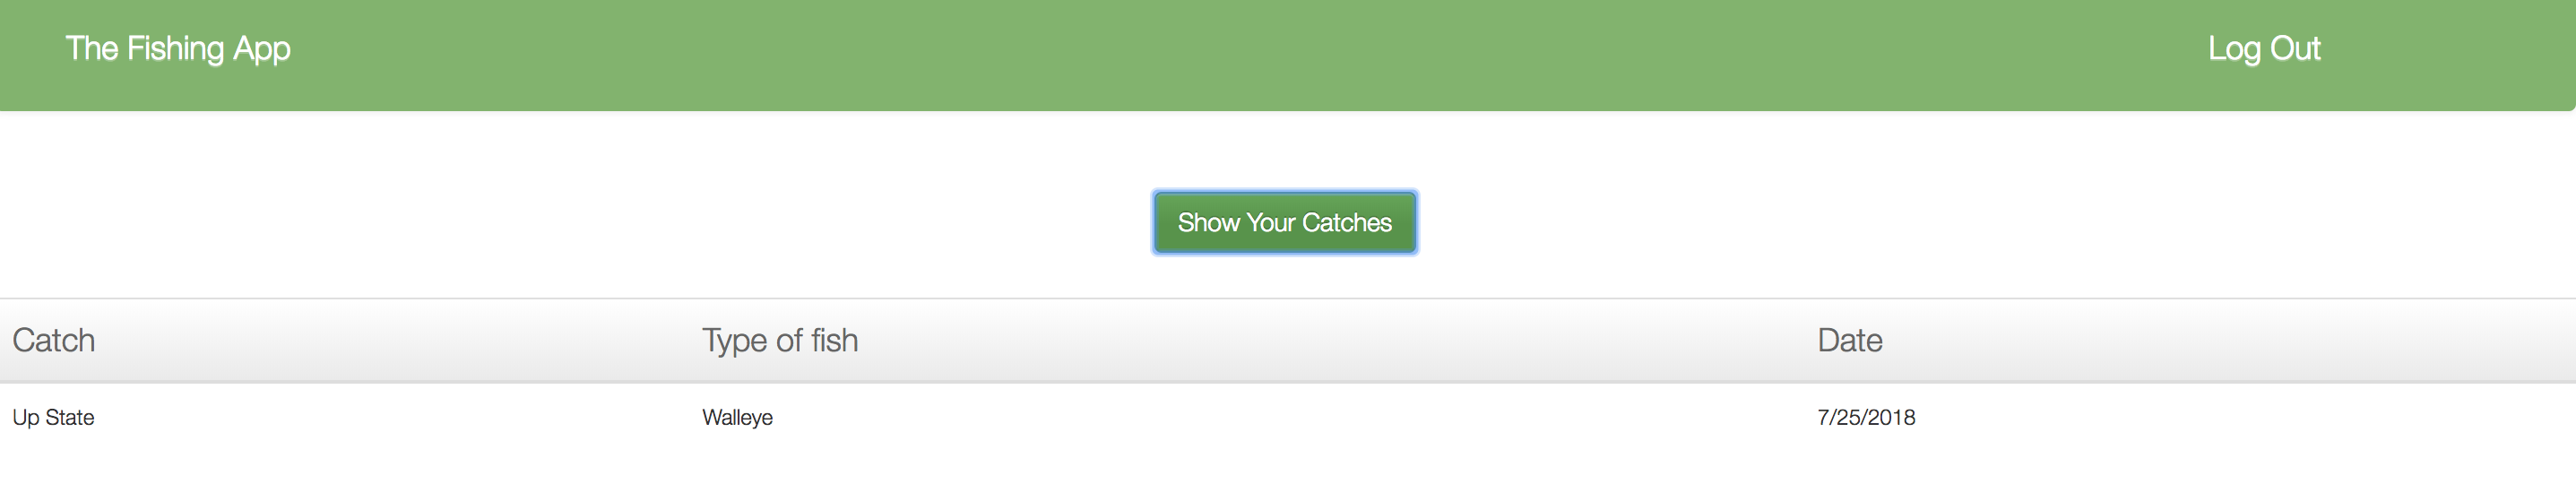 The Fishing App Log Out
Show Your Catches
Catch Type of fish Date
Up State Walleye 7/25/2018